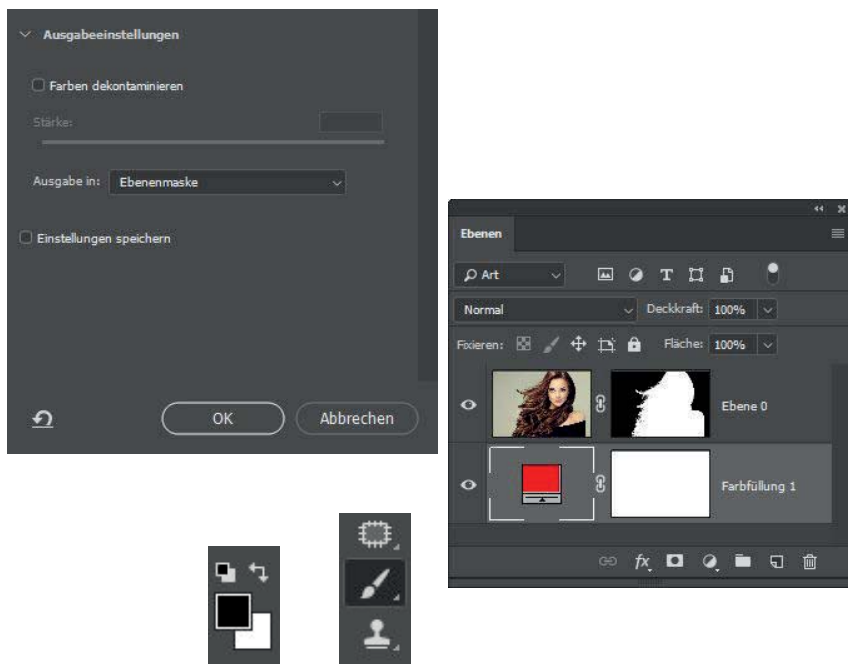 Ausgabeeinstellungen
Farben dekontaminieren
Stärke:
Ausgabe in: Ebenenmaske
Einstellungen speichern
OK Abbrechen
Ebenen
Art
Normal Deckkraft: 100%
Fixieren: Fläche: 100%
Ebene 0
Farbfüllung 1
fx